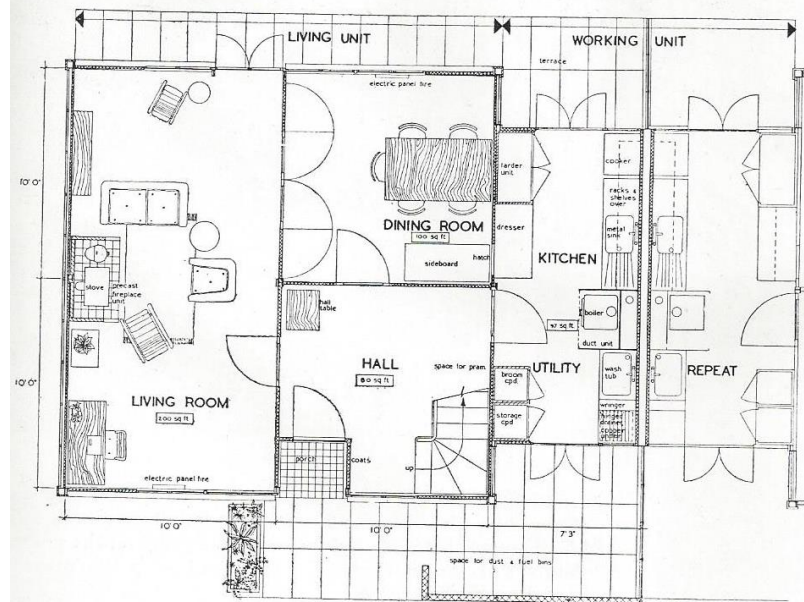 LIVING UNIT
WORKING UNIT
terrace
electric panel fire
10' 0"
larder
unit
cooker
racks &
shelves
over
DINING ROOM
100 sq ft
dresser
metal
sink
KITCHEN
sideboard
hatch
stove
precast
fireplace
unit
hall
table
boiler
97 sq ft
duct unit
HALL
80 sq ft
space for pram
UTILITY
REPEAT
10' 0"
broom
cpd.
wash
tub
LIVING ROOM
200 sq ft
storage
cpd
wringer
hinged
drainer
copper
under
porch
coats
up
electric panel fire
10' 0"
10' 0"
7' 3"
space for dust & fuel bins